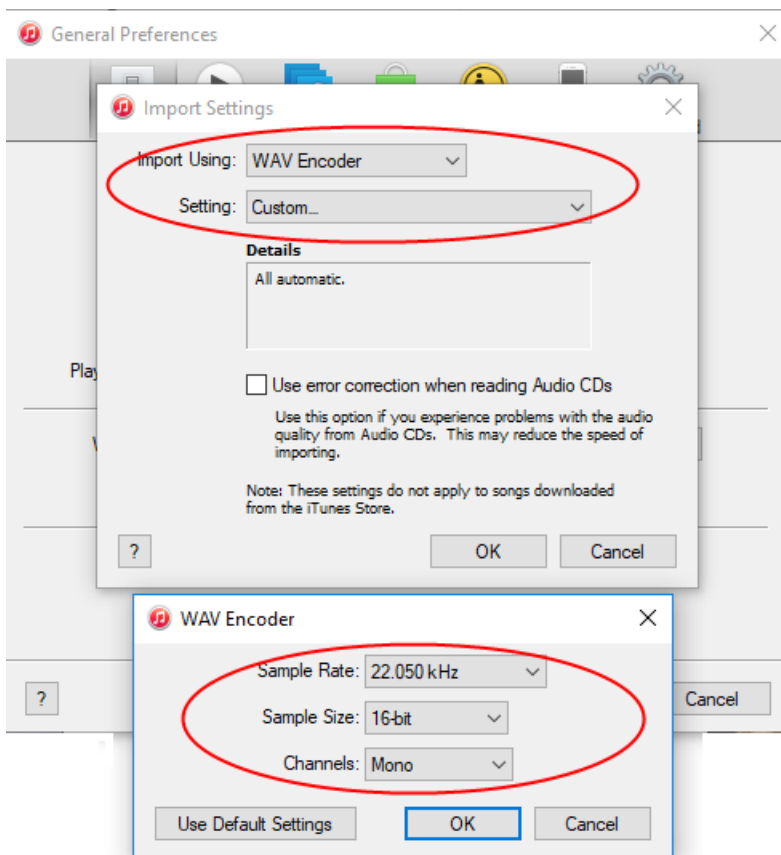 General Preferences
Import Settings
Import Using: WAV Encoder
Setting: Custom...
Details
All automatic.
Play
Use error correction when reading Audio CDs
Use this option if you experience problems with the audio
quality from Audio CDs. This may reduce the speed of
importing.
Note: These settings do not apply to songs downloaded
from the iTunes Store.
? OK Cancel
WAV Encoder
Sample Rate: 22.050 kHz
Sample Size: 16-bit
? Cancel
Channels: Mono
Use Default Settings OK Cancel